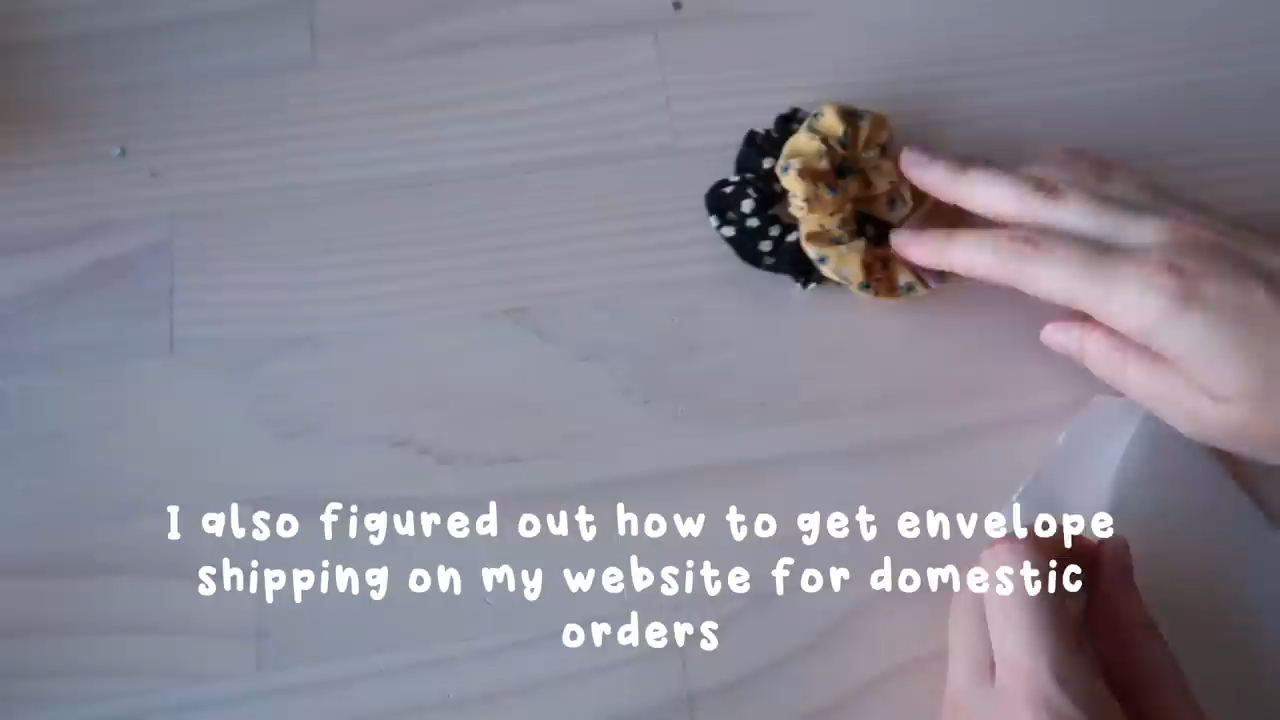 I also figured out how to get envelope
shipping on my website for domestic
orders